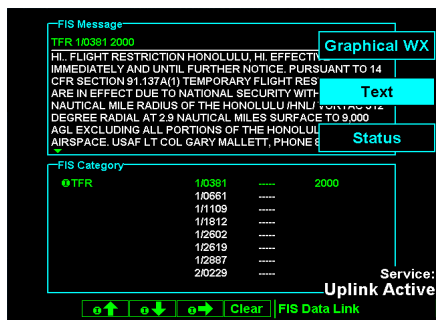 FIS Message
TFR 1/0381 2000
HI.. FLIGHT RESTRICTION HONOLULU, HI. EFFECTIVE
IMMEDIATELY AND UNTIL FURTHER NOTICE. PURSUANT TO 14
CFR SECTION 91.137A(1) TEMPORARY FLIGHT RES
ARE IN EFFECT DUE TO NATIONAL SECURITY WITH
NAUTICAL MILE RADIUS OF THE HONOLULU /HNL/ VORTAC 312
DEGREE RADIAL AT 2.9 NAUTICAL MILES SURFACE TO 9,000
AGL EXCLUDING ALL PORTIONS OF THE HONOLUL
AIRSPACE. USAF LT COL GARY MALLETT, PHONE
Graphical WX
Text
Status
FIS Category
TFR 1/0381 ----- 2000
1/0661 -----
1/1109 -----
1/1812 -----
1/2602 -----
1/2619 -----
1/2887 -----
2/0229 -----
Service:
Uplink Active
Clear FIS Data Link